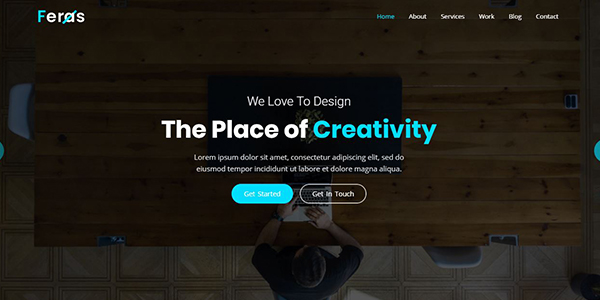 Feras
Home About Services Work Blog Contact
We Love To Design
The Place of Creativity
Lorem ipsum dolor sit amet, consectetur adipiscing elit, sed do
eiusmod tempor incididunt ut labore et dolore magna aliqua.
Get Started Get In Touch